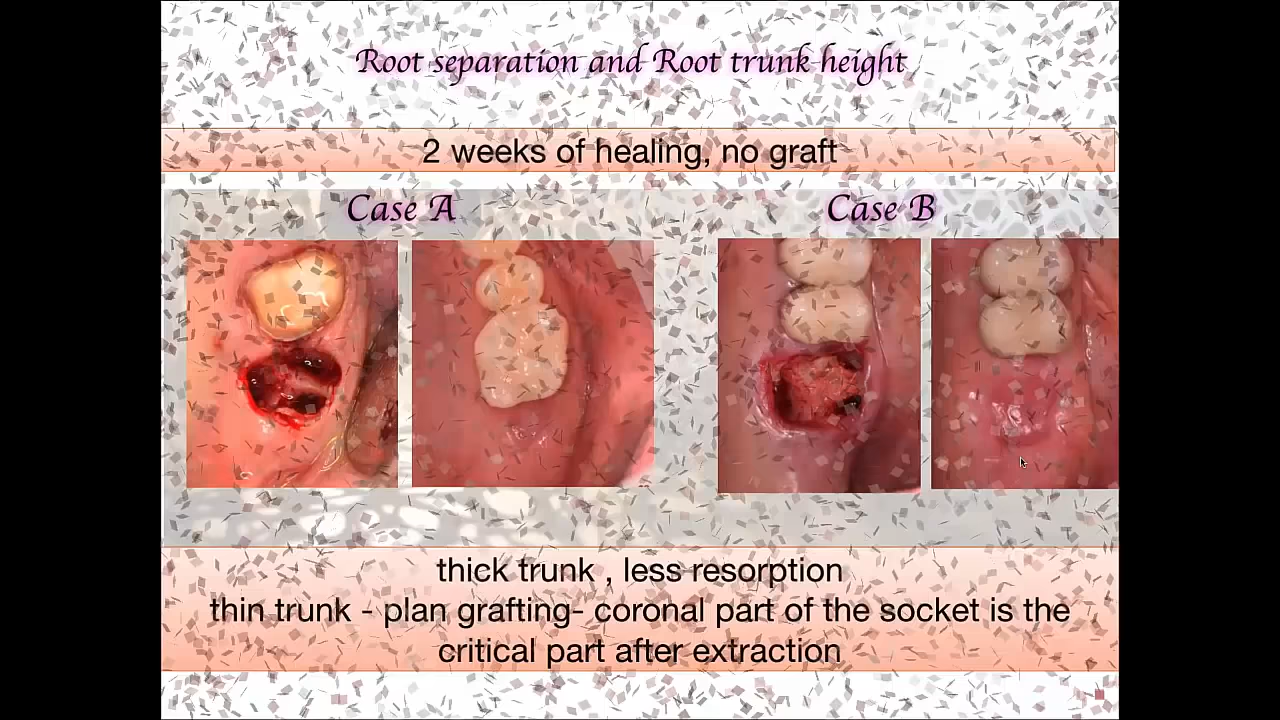 Root separation and Root trunk height
2 weeks of healing, no graft
Case A
Case B
thick trunk , less resorption
thin trunk - plan grafting- coronal part of the socket is the
critical part after extraction